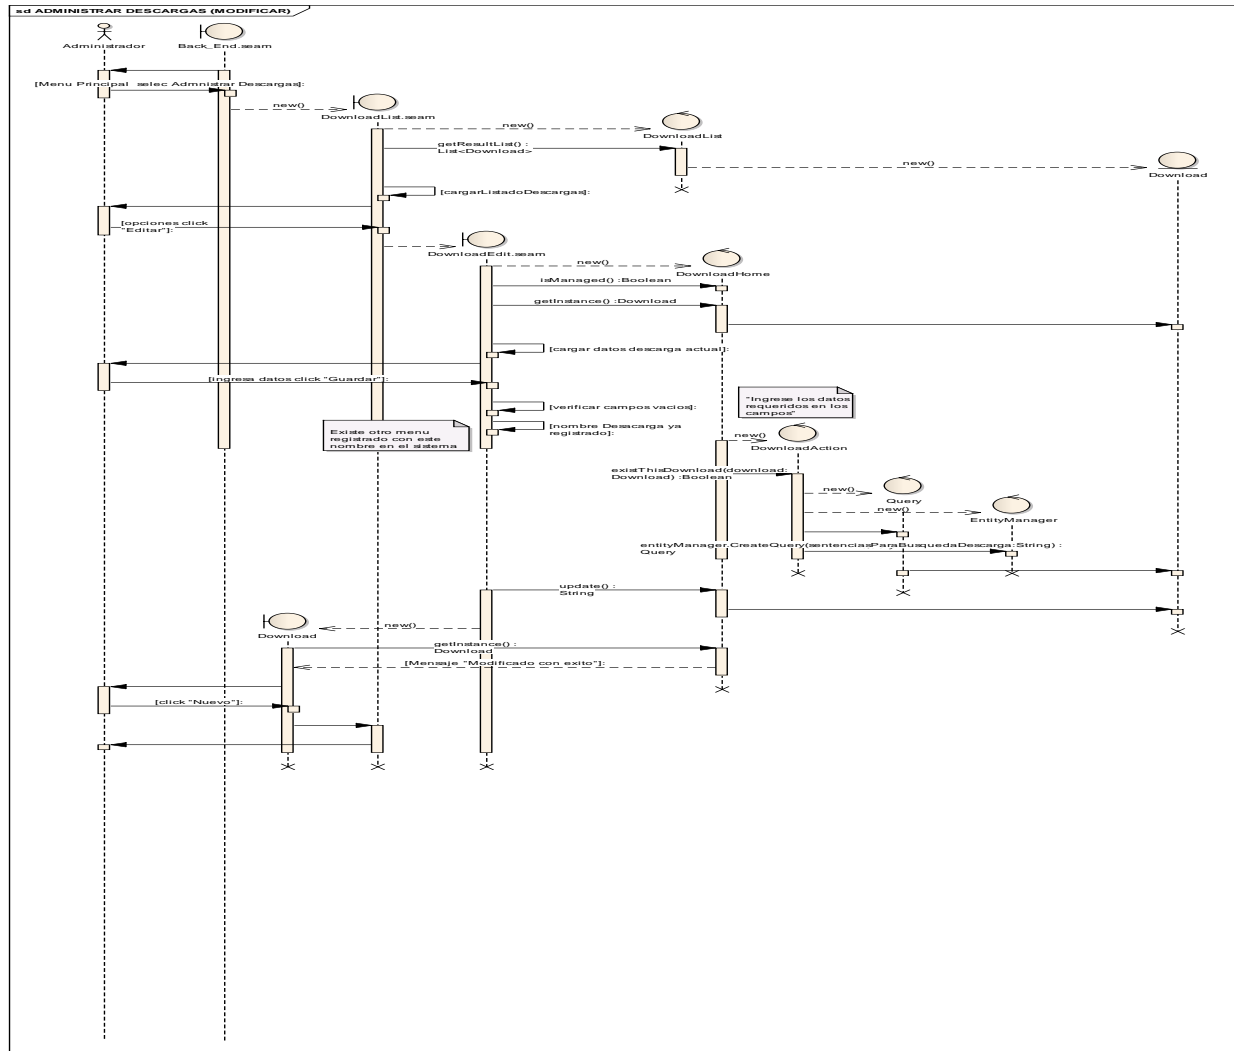 sd ADMINISTRAR DESCARGAS (MODIFICAR)
Administrador
Back_End.seam
[Menu Principal selec Admnistrar Descargas]:
new()
DownloadList.seam
new()
DownloadList
getResultList() :
List<Download>
new()
Download
[cargarListadoDescargas]:
[opciones click
"Editar"]:
DownloadEdit.seam
new()
DownloadHome
isManaged() :Boolean
getInstance() :Download
[cargar datos descarga actual]:
[ingresa datos click "Guardar"]:
[verificar campos vacios]:
"Ingrese los datos
requeridos en los
campos"
[nombre Desacarga ya
registrado]:
Existe otro menu
registrado con este
nombre en el sistema
new()
DownloadAction
existThisDownload(download:
Download) :Boolean
new()
Query
new()
EntityManager
entityManager.CreateQuery(sentenciasParaBusquedaDescarga:String) :
Query
update() :
String
new()
Download
getInstance() :
Download
[Mensaje "Modificado con exito"]:
[click "Nuevo"]: